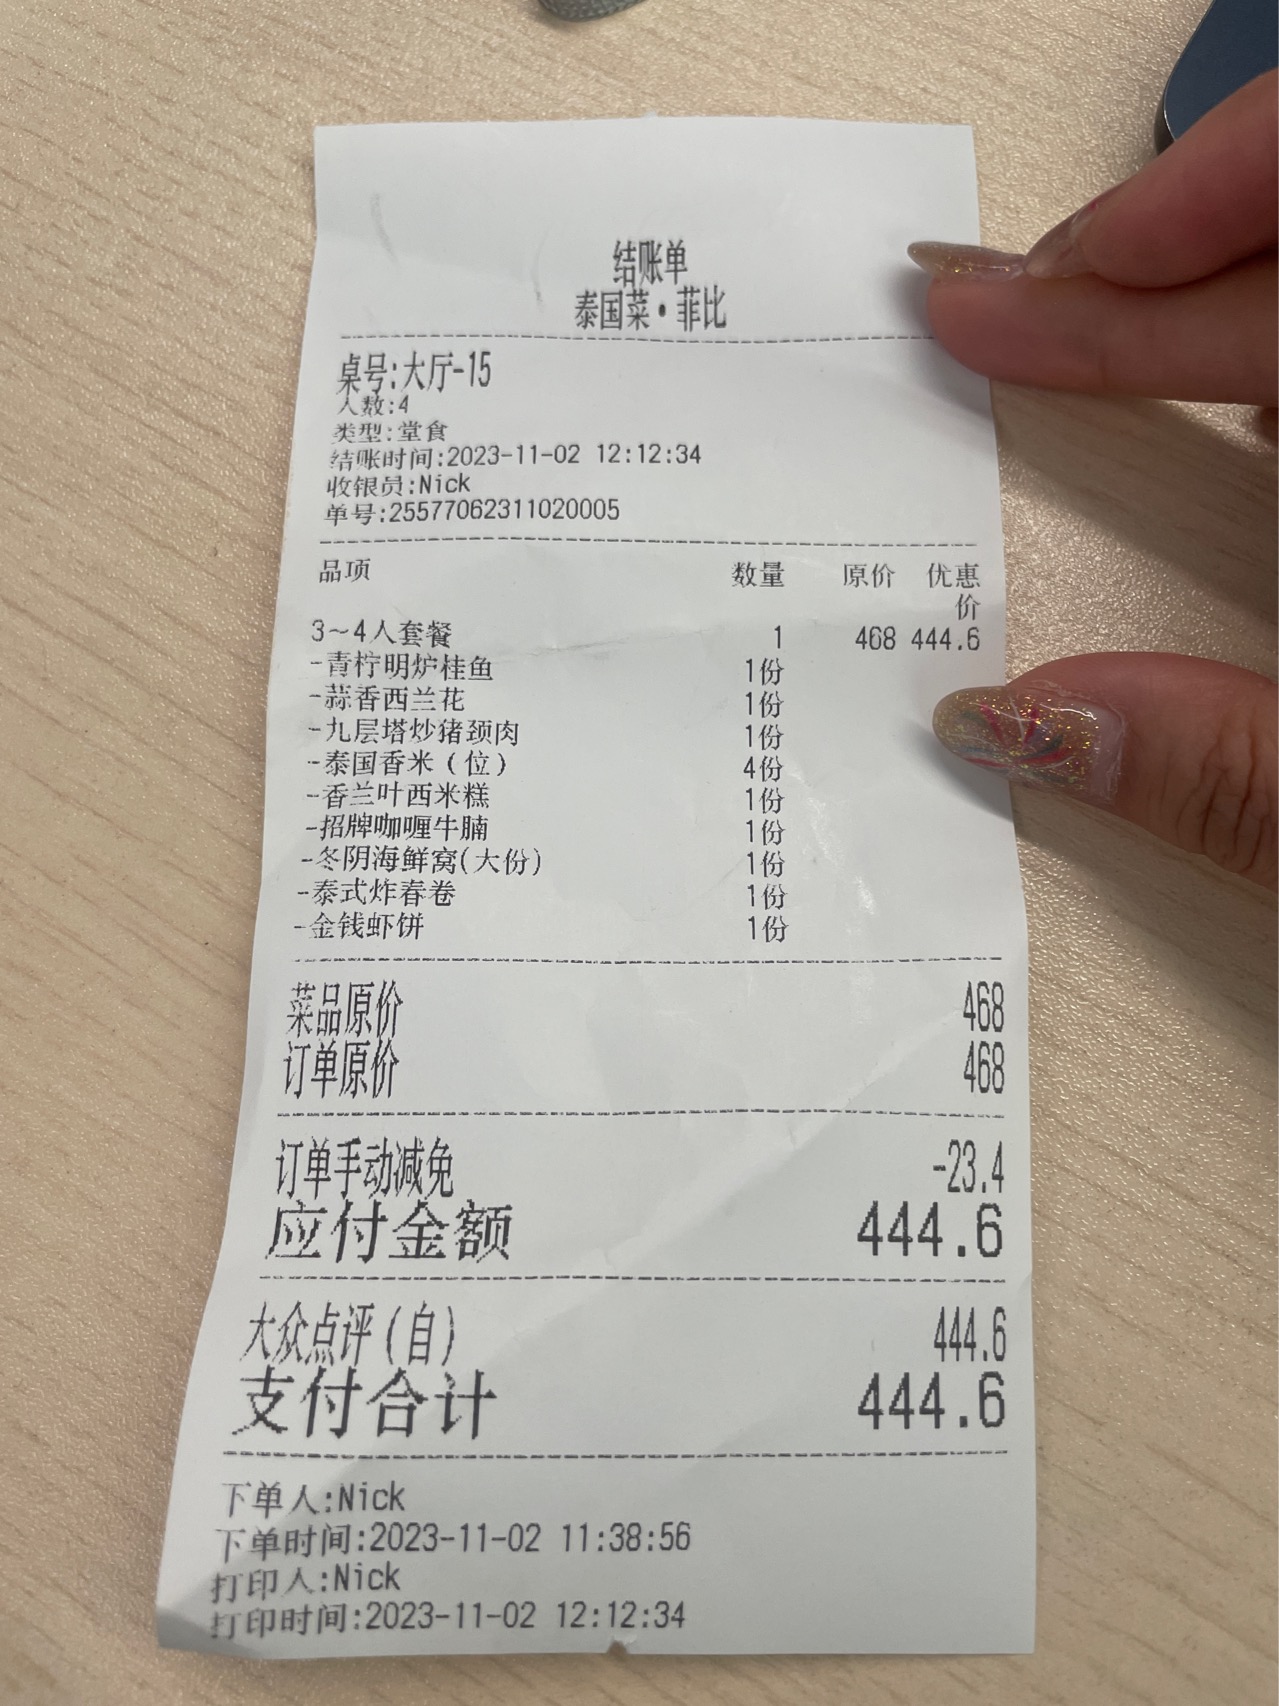 结账单
泰国菜•菲比
桌号:大厅-15
人数:4
类型:堂食
结账时间:2023-11-02 12:12:34
收银员:Nick
单号:25577062311020005
品项 数量 原价 优惠价
3~4人套餐 1 468 444.6
-青柠明炉桂鱼 1份
-蒜香西兰花 1份
-九层塔炒猪颈肉 1份
-泰国香米（位） 4份
-香兰叶西米糕 1份
-招牌咖喱牛腩 1份
-冬阴海鲜窝(大份) 1份
-泰式炸春卷 1份
-金钱虾饼 1份
菜品原价 468
订单原价 468
订单手动减免 -23.4
应付金额 444.6
大众点评(自) 444.6
支付合计 444.6
下单人:Nick
下单时间:2023-11-02 11:38:56
打印人:Nick
打印时间:2023-11-02 12:12:34